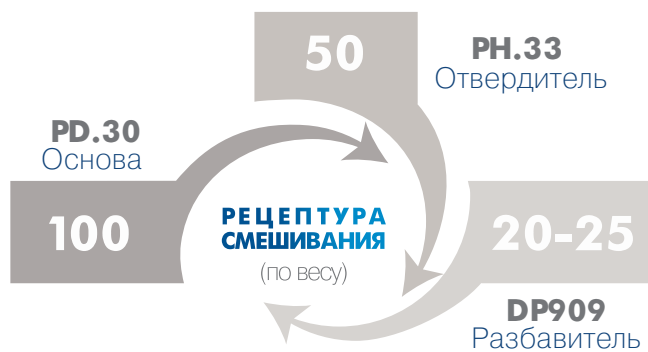 50
PH.33
Отвердитель
PD.30
Основа
100
РЕЦЕПТУРА
СМЕШИВАНИЯ
(по весу)
20-25
DP909
Разбавитель